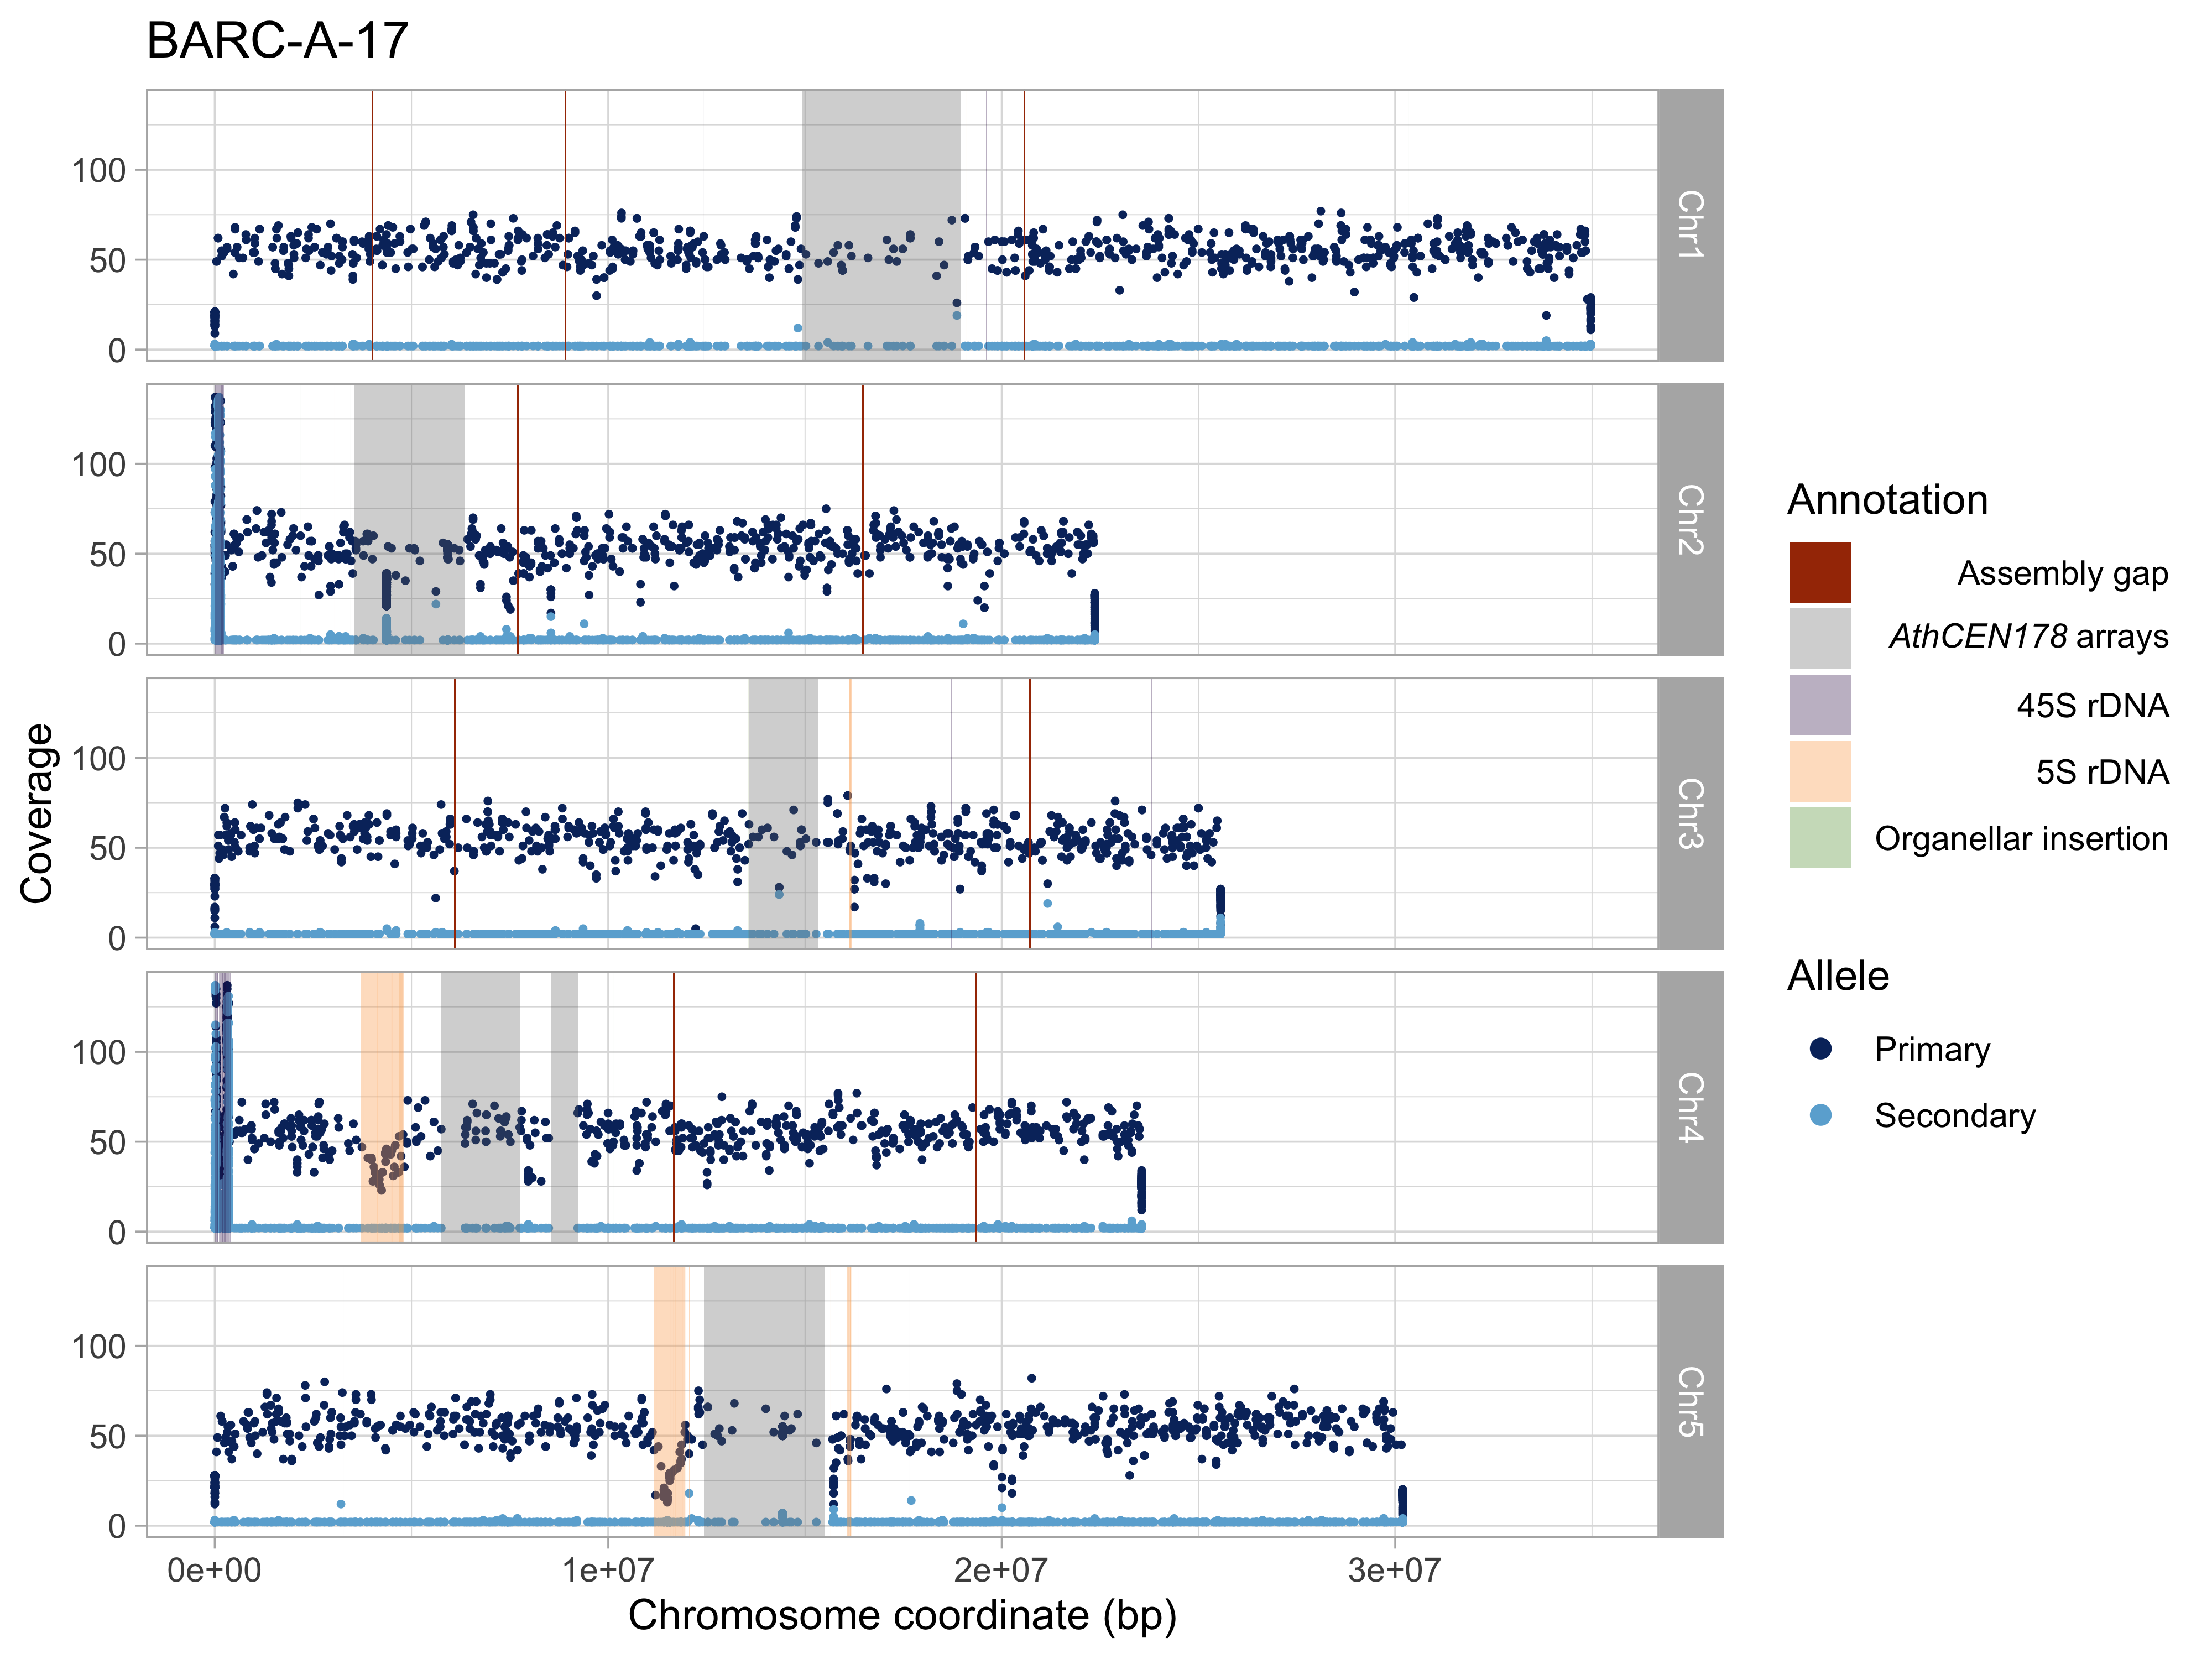 BARC-A-17
Coverage
100
50
0
Chr1
100
50
0
Chr2
100
50
0
Chr3
100
50
0
Chr4
100
50
0
Chr5
0e+00 1e+07 2e+07 3e+07
Chromosome coordinate (bp)
Annotation
Assembly gap
AthCEN178 arrays
45S rDNA
5S rDNA
Organellar insertion
Allele
Primary
Secondary